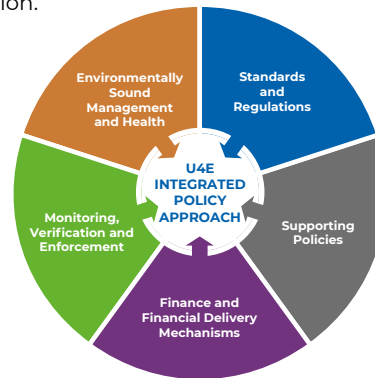 ion.
Environmentally
Sound
Management
and Health
Standards
and
Regulations
U4E
INTEGRATED
POLICY
APPROACH
Monitoring,
Verification and
Enforcement
Supporting
Policies
Finance and
Financial Delivery
Mechanisms